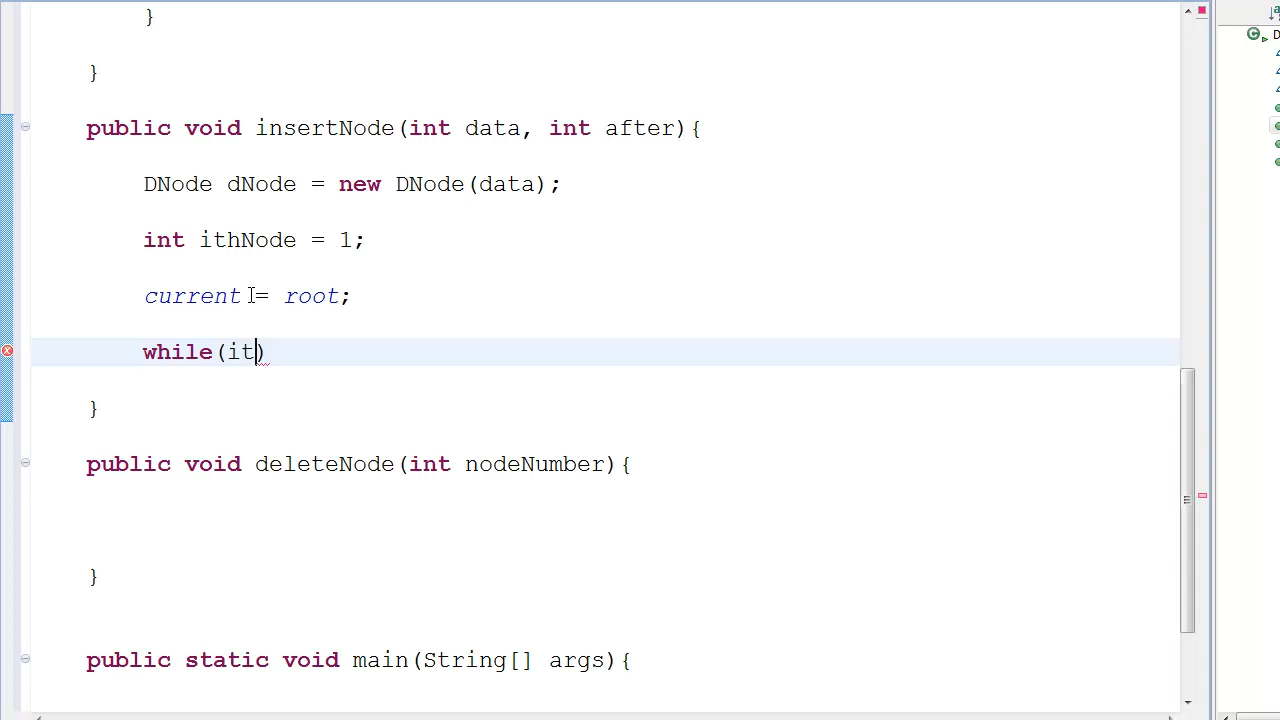 }
}
public void insertNode(int data, int after){
DNode dNode = new DNode(data);
int ithNode = 1;
current = root;
while(it)
}
public void deleteNode(int nodeNumber){
}
public static void main(String[] args){